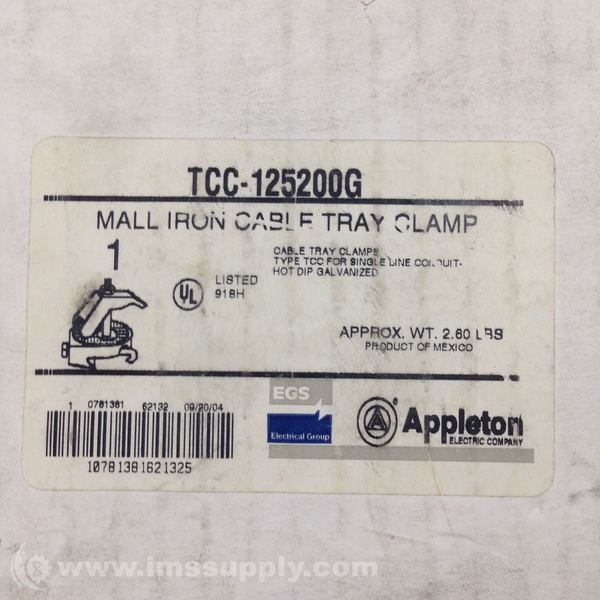 TCC-125200G
MALL IRON CABLE TRAY CLAMP
1
CABLE TRAY CLAMPS
TYPE TCC FOR SINGLE LINE CONDUIT-
HOT DIP GALVANIZED
UL
LISTED
918H
APPROX. WT. 2.60 LBS
PRODUCT OF MEXICO
EGS
Electrical Group
A ® Appleton
ELECTRIC COMPANY
1 0781381 62132 09/20/04
10781381621325
www.imssupply.com